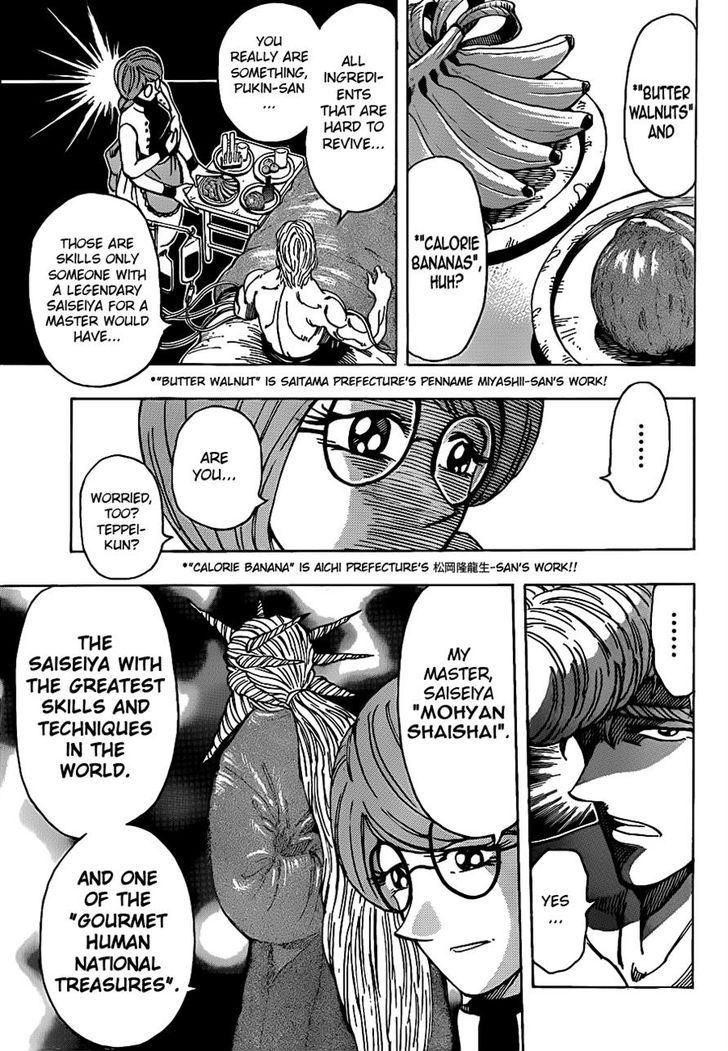 *"BUTTER
WALNUTS"
AND
*"CALORIE
BANANAS",
HUH?
ALL
INGREDI-
ENTS
THAT ARE
HARD TO
REVIVE...
YOU
REALLY ARE
SOMETHING,
PUKIN-SAN
...
THOSE ARE
SKILLS ONLY
SOMEONE WITH
A LEGENDARY
SAISEIYA FOR A
MASTER WOULD
HAVE...
*"BUTTER WALNUT" IS SAITAMA PREFECTURE'S PENNAME MIYASHII-SAN'S WORK!
......
ARE
YOU...
WORRIED,
TOO?
TEPPEI-
KUN?
*"CALORIE BANANA" IS AICHI PREFECTURE'S 松岡隆龍生-SAN'S WORK!!
......
YES
...
MY
MASTER,
SAISEIYA
"MOHYAN
SHAISHAI".
THE
SAISEIYA WITH
THE GREATEST
SKILLS AND
TECHNIQUES
IN THE
WORLD.
AND ONE
OF THE
"GOURMET
HUMAN
NATIONAL
TREASURES".